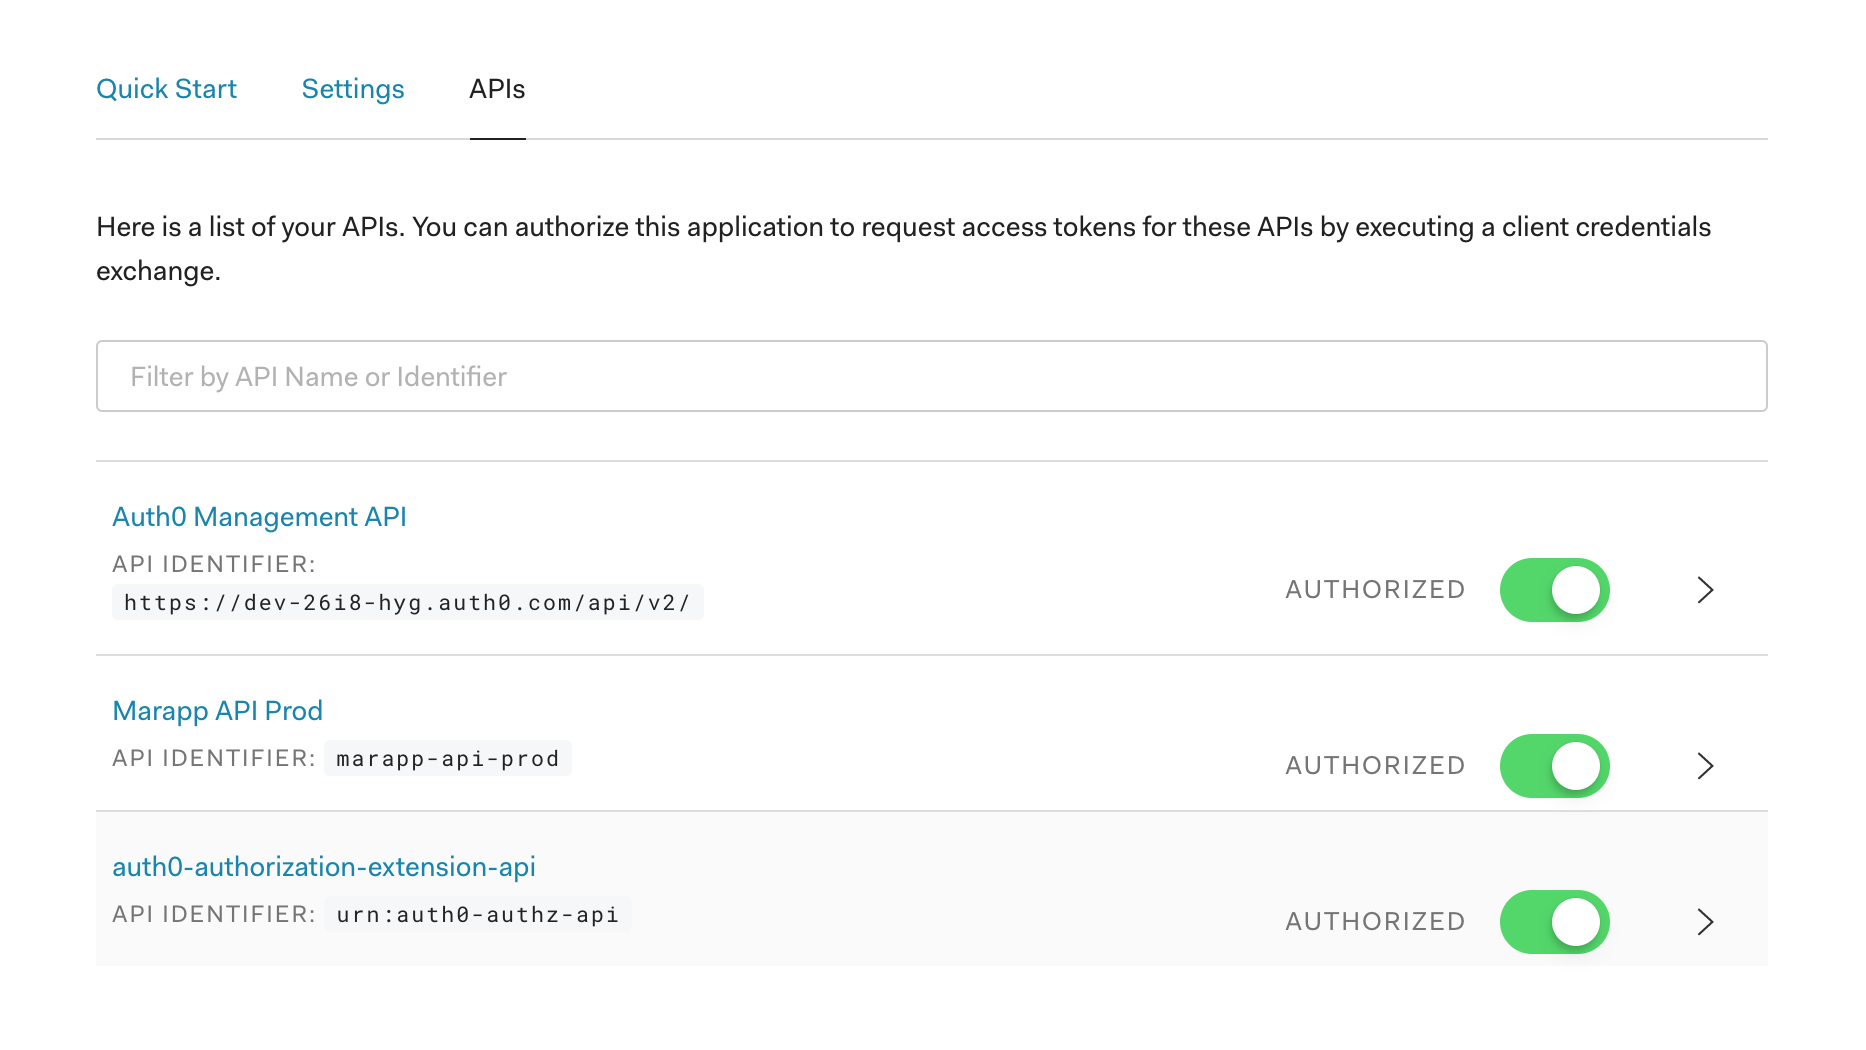 Quick Start Settings APIs
Here is a list of your APIs. You can authorize this application to request access tokens for these APIs by executing a client credentials
exchange.
Filter by API Name or Identifier
Auth0 Management API
API IDENTIFIER:
https://dev-26i8-hyg.auth0.com/api/v2/
AUTHORIZED
Marapp API Prod
API IDENTIFIER: marapp-api-prod
AUTHORIZED
auth0-authorization-extension-api
API IDENTIFIER: urn:auth0-authz-api
AUTHORIZED